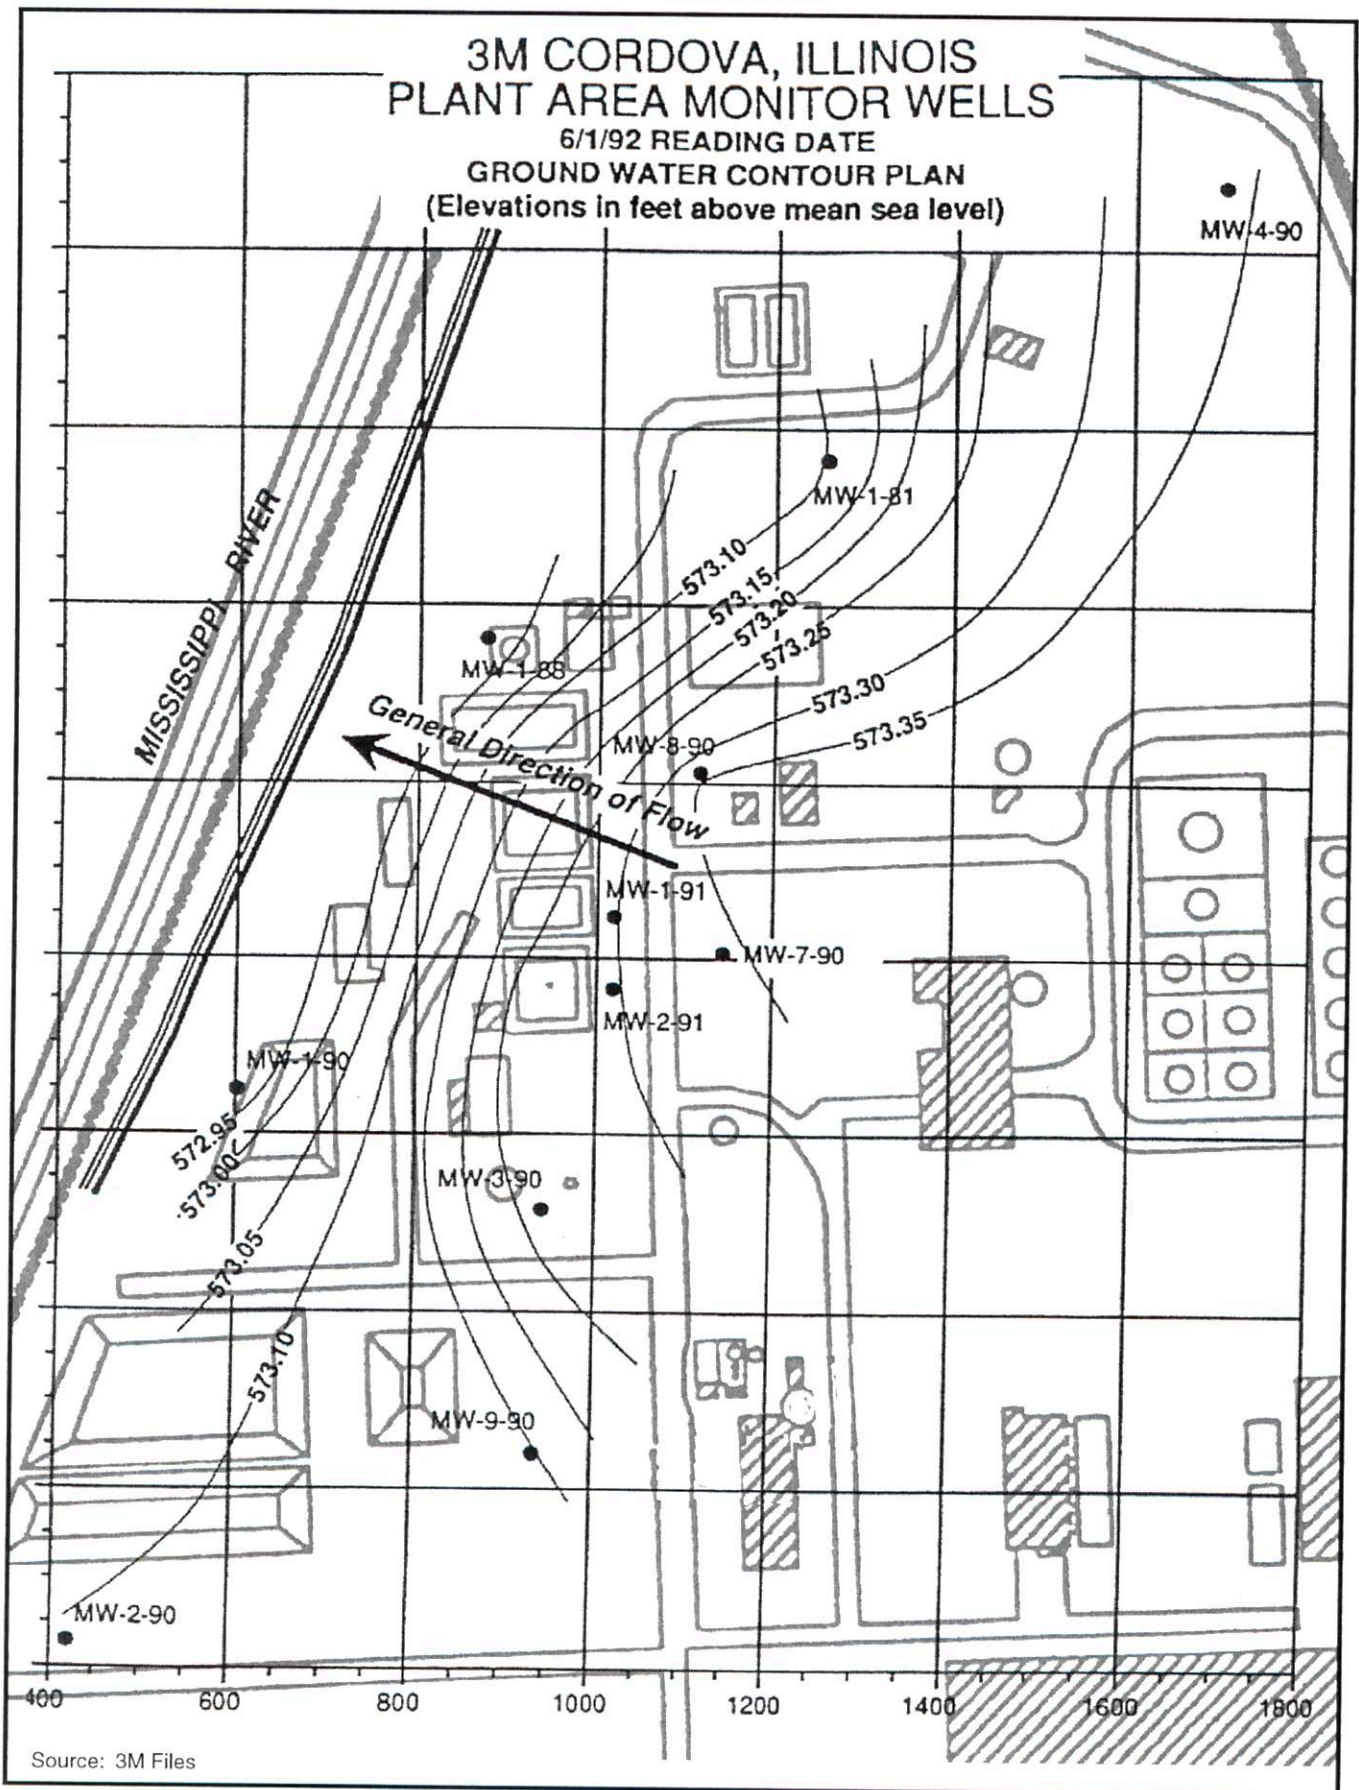 3M CORDOVA, ILLINOIS
PLANT AREA MONITOR WELLS
6/1/92 READING DATE
GROUND WATER CONTOUR PLAN
(Elevations in feet above mean sea level)
MW-4-90
MW-1-81
MISSISSIPPI RIVER
573.10
573.15
573.20
573.25
MW-1-88
573.30
573.35
General Direction of Flow
MW-8-90
MW-1-91
MW-7-90
MW-2-91
MW-1-90
572.95
573.00
MW-3-90
573.05
573.10
MW-9-90
MW-2-90
400 600 800 1000 1200 1400 1600 1800
Source: 3M Files